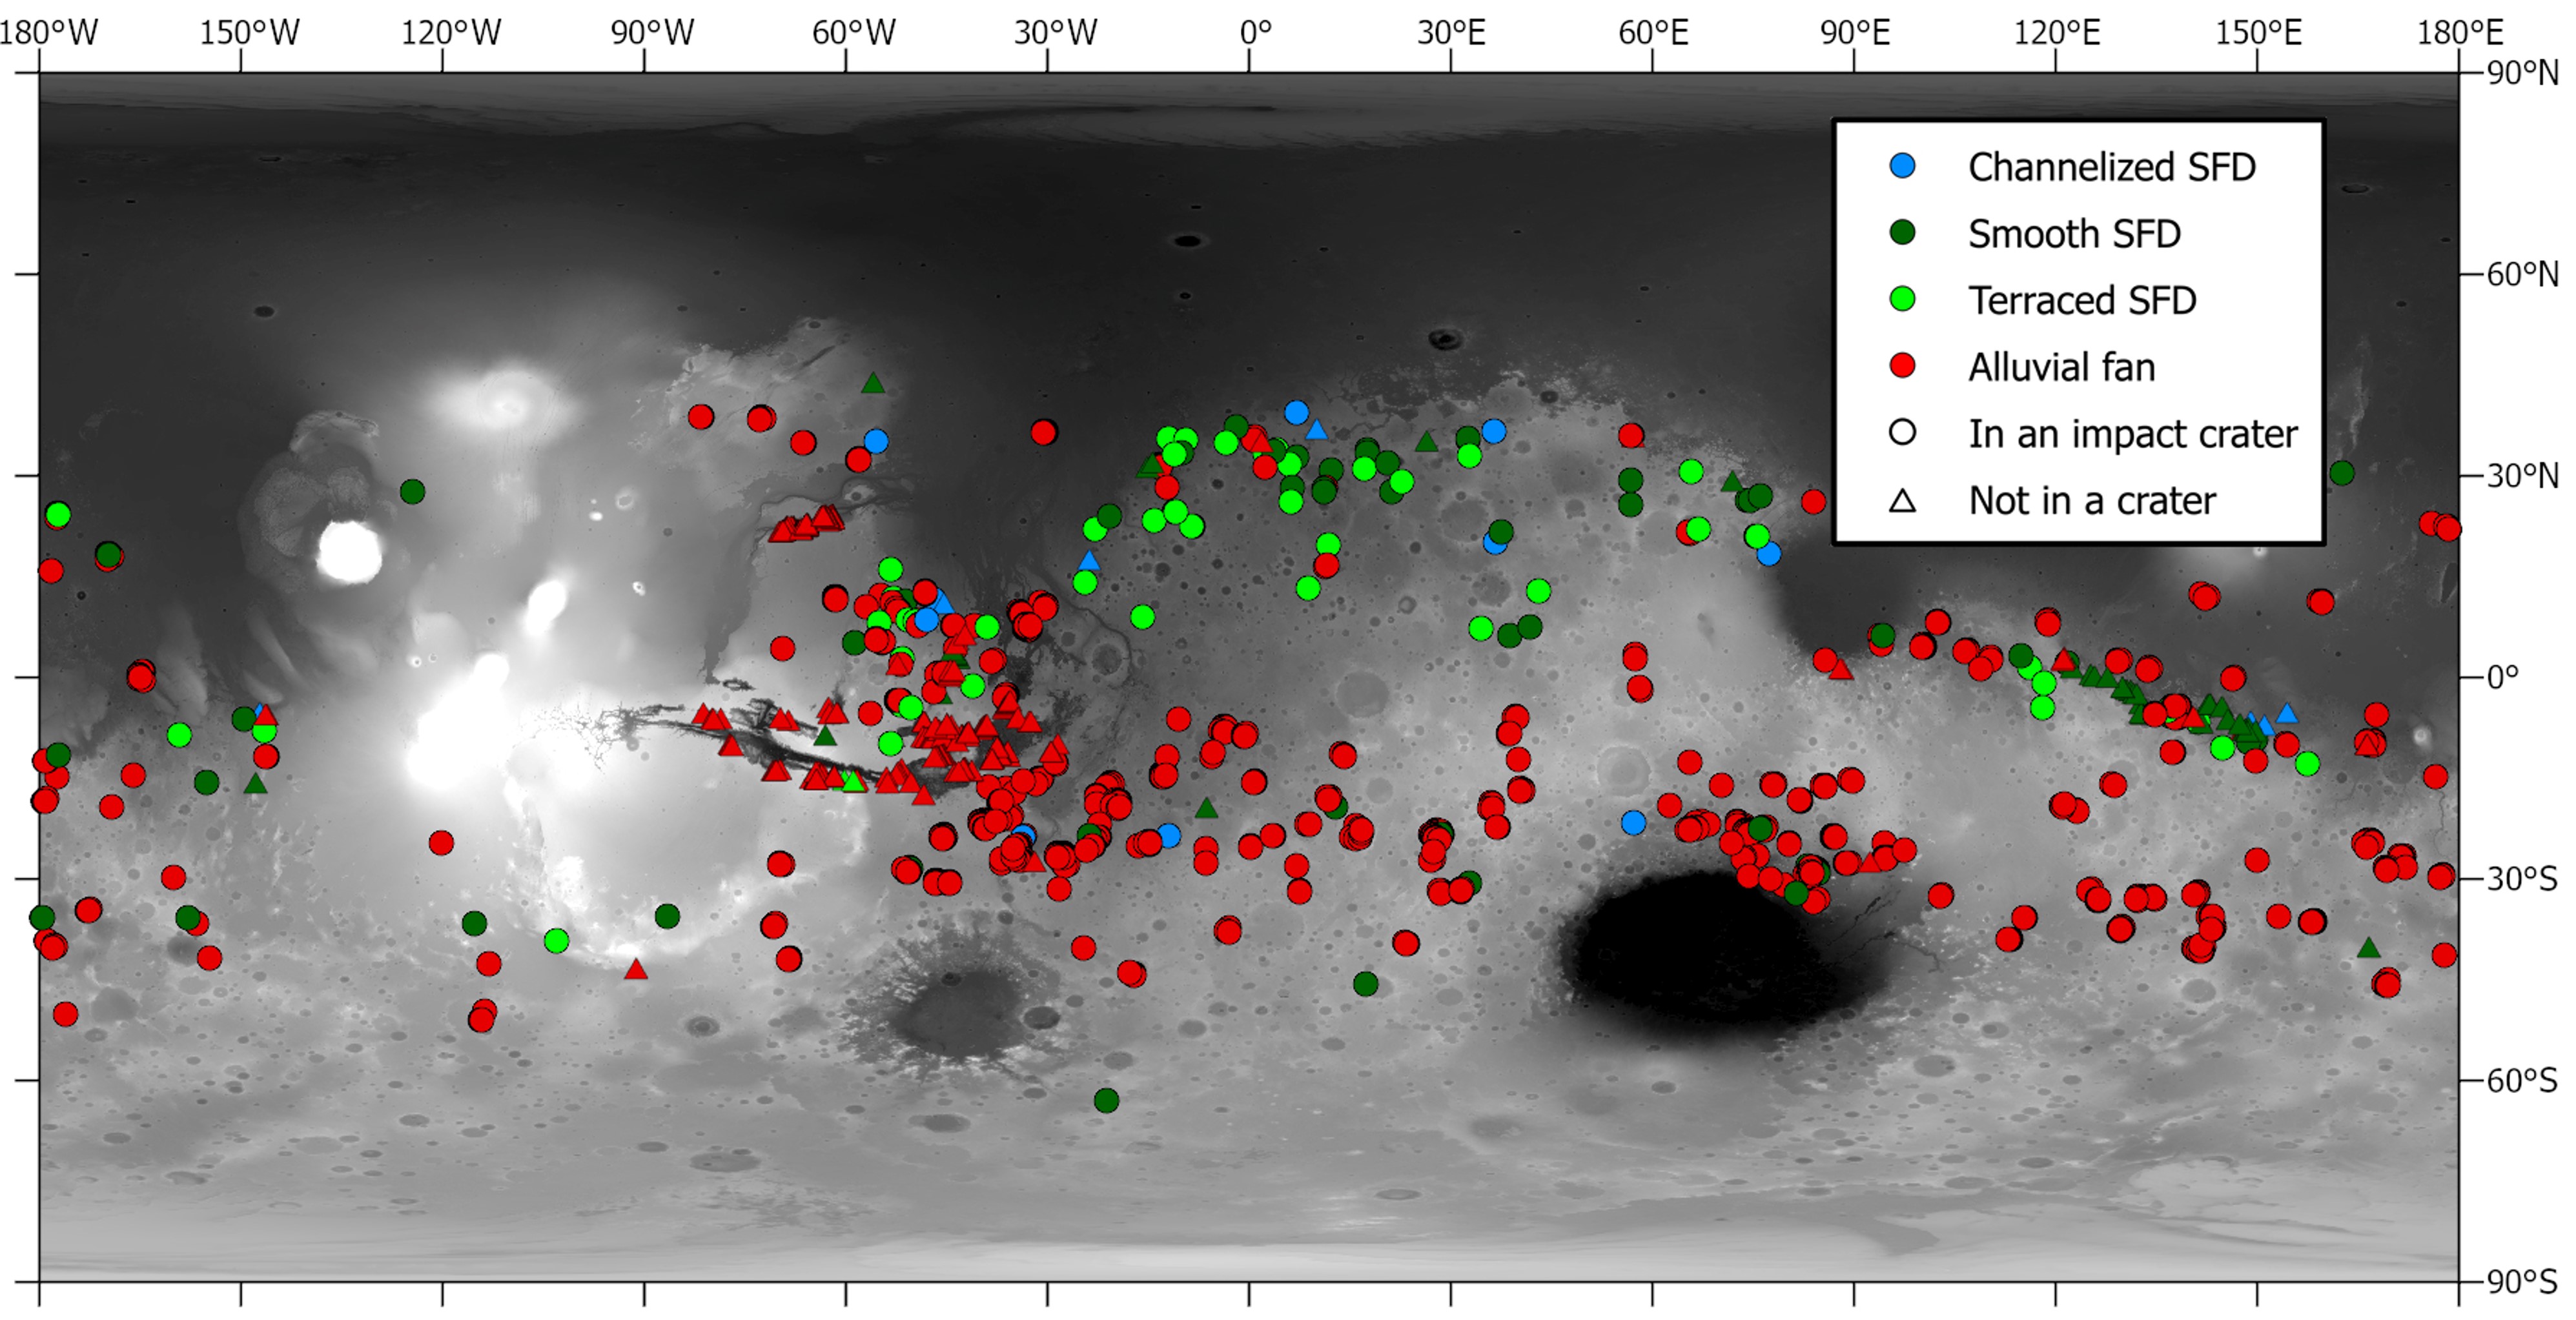 180°W 150°W 120°W 90°W 60°W 30°W 0° 30°E 60°E 90°E 120°E 150°E 180°E
90°N
Channelized SFD
Smooth SFD
60°N
Terraced SFD
Alluvial fan
In an impact crater
30°N
Not in a crater
0°
30°S
60°S
90°S